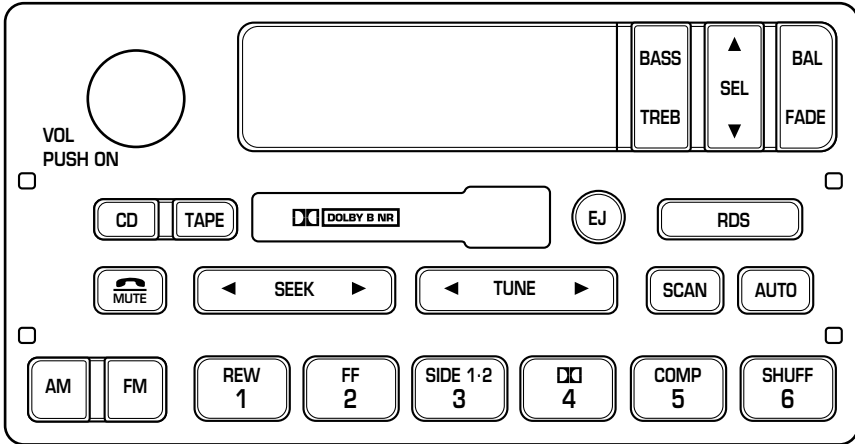 BASS
SEL
BAL
TREB
FADE
VOL
PUSH ON
CD
TAPE
DOLBY B NR
EJ
RDS
MUTE
SEEK
TUNE
SCAN
AUTO
AM
FM
REW
1
FF
2
SIDE 1·2
3
4
COMP
5
SHUFF
6